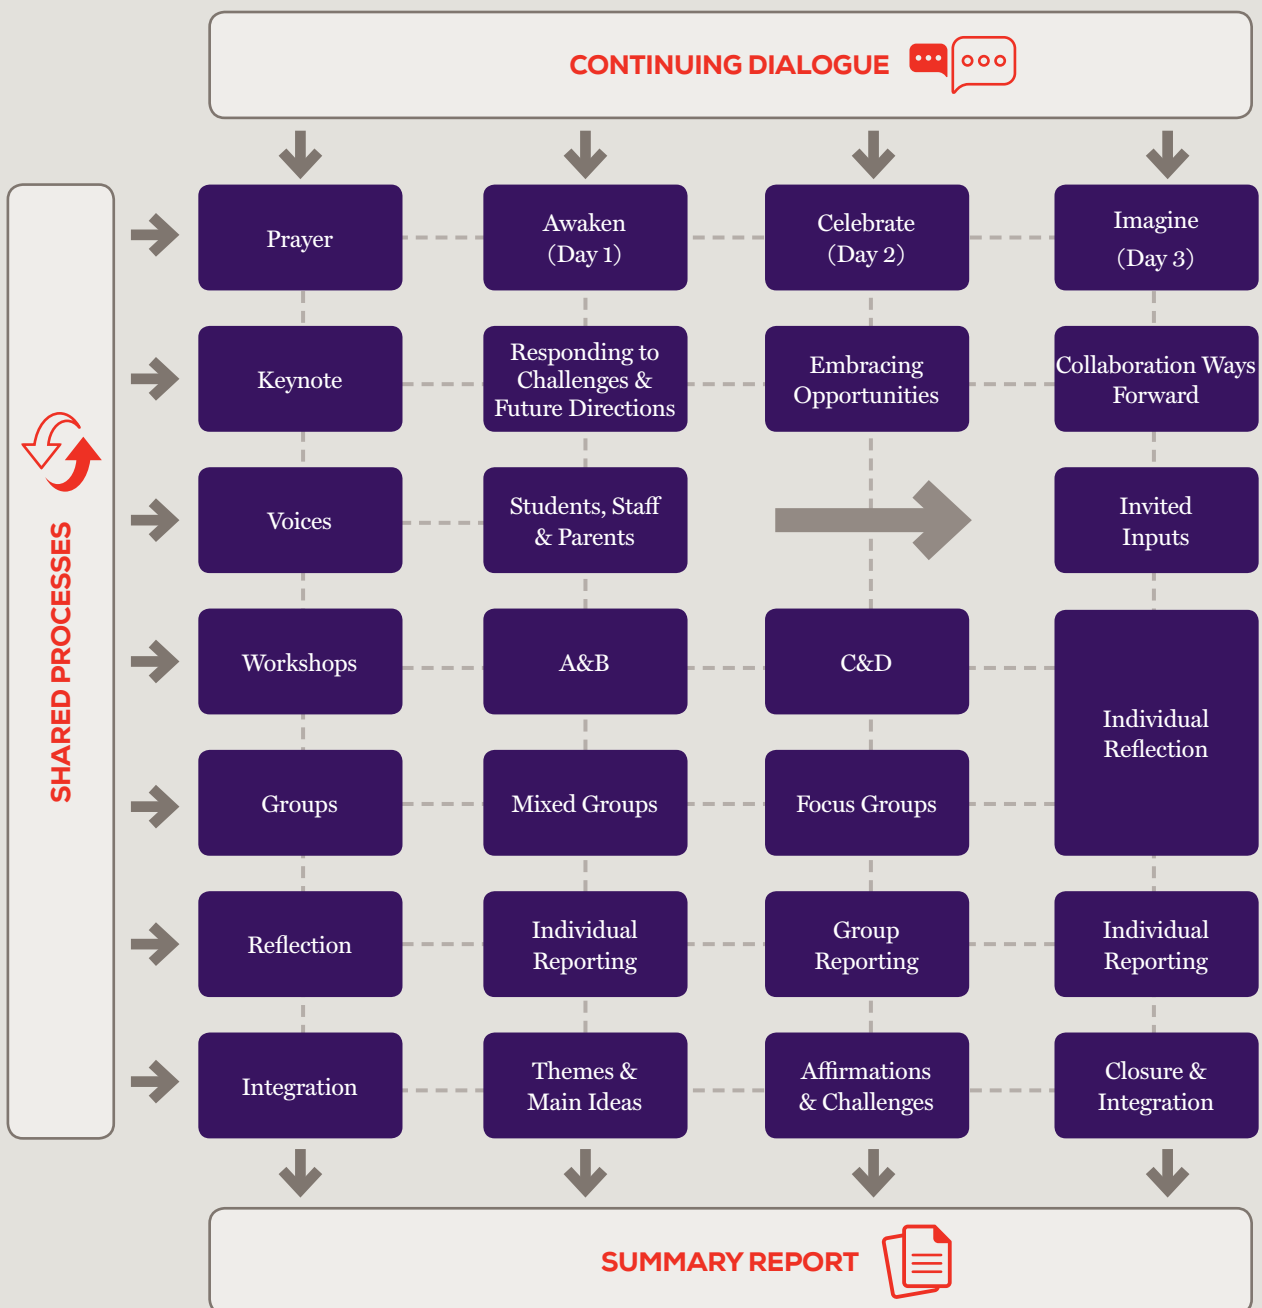 CONTINUING DIALOGUE
SHARED PROCESSES
Prayer
Awaken
(Day 1)
Celebrate
(Day 2)
Imagine
(Day 3)
Keynote
Responding to
Challenges &
Future Directions
Embracing
Opportunities
Collaboration Ways
Forward
Voices
Students, Staff
& Parents
Invited
Inputs
Workshops
A&B
C&D
Individual
Reflection
Groups
Mixed Groups
Focus Groups
Reflection
Individual
Reporting
Group
Reporting
Individual
Reporting
Integration
Themes &
Main Ideas
Affirmations
& Challenges
Closure &
Integration
SUMMARY REPORT